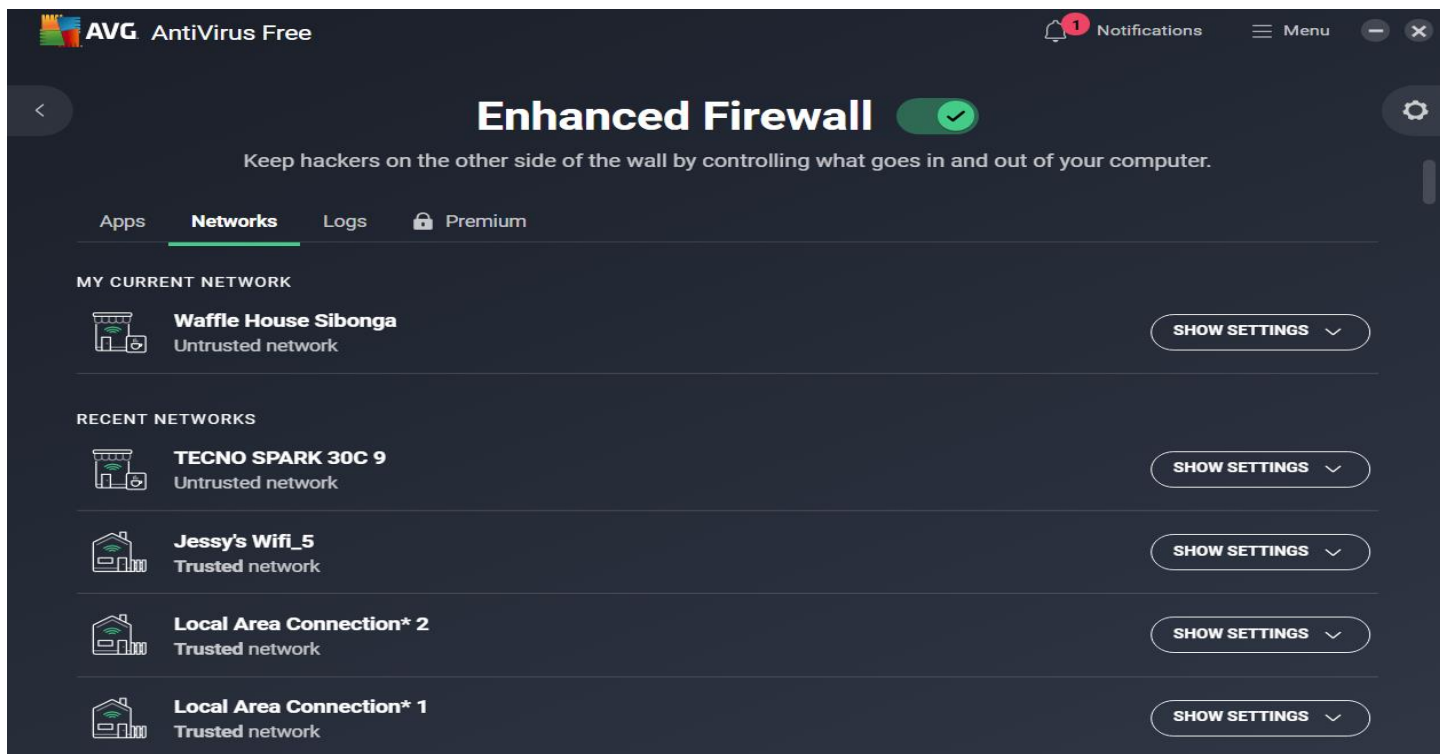 AVG AntiVirus Free
1 Notifications
Menu
Enhanced Firewall
Keep hackers on the other side of the wall by controlling what goes in and out of your computer.
Apps Networks Logs Premium
MY CURRENT NETWORK
Waffle House Sibonga
Untrusted network
SHOW SETTINGS
RECENT NETWORKS
TECNO SPARK 30C 9
Untrusted network
SHOW SETTINGS
Jessy's Wifi_5
Trusted network
SHOW SETTINGS
Local Area Connection* 2
Trusted network
SHOW SETTINGS
Local Area Connection* 1
Trusted network
SHOW SETTINGS